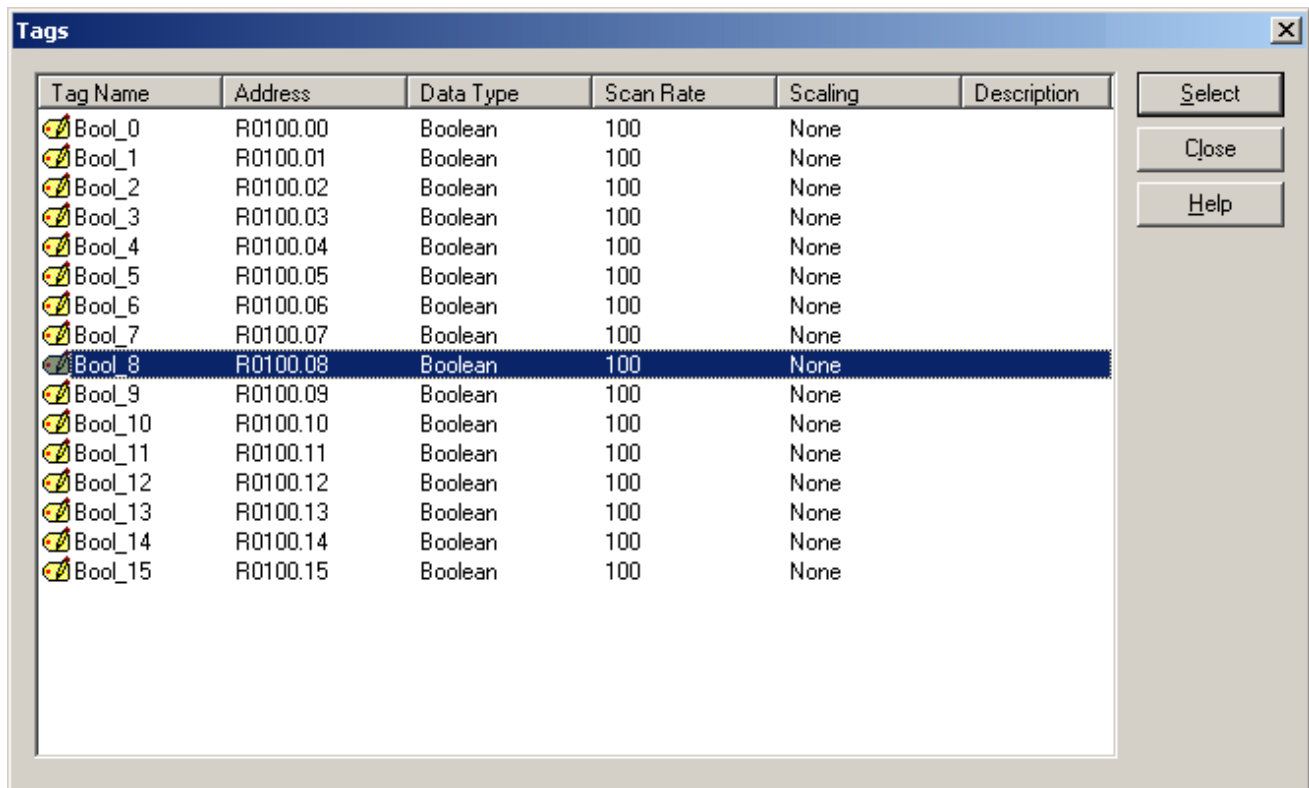 Tags
Tag Name Address Data Type Scan Rate Scaling Description
Bool_0 R0100.00 Boolean 100 None
Bool_1 R0100.01 Boolean 100 None
Bool_2 R0100.02 Boolean 100 None
Bool_3 R0100.03 Boolean 100 None
Bool_4 R0100.04 Boolean 100 None
Bool_5 R0100.05 Boolean 100 None
Bool_6 R0100.06 Boolean 100 None
Bool_7 R0100.07 Boolean 100 None
Bool_8 R0100.08 Boolean 100 None
Bool_9 R0100.09 Boolean 100 None
Bool_10 R0100.10 Boolean 100 None
Bool_11 R0100.11 Boolean 100 None
Bool_12 R0100.12 Boolean 100 None
Bool_13 R0100.13 Boolean 100 None
Bool_14 R0100.14 Boolean 100 None
Bool_15 R0100.15 Boolean 100 None
Select
Close
Help